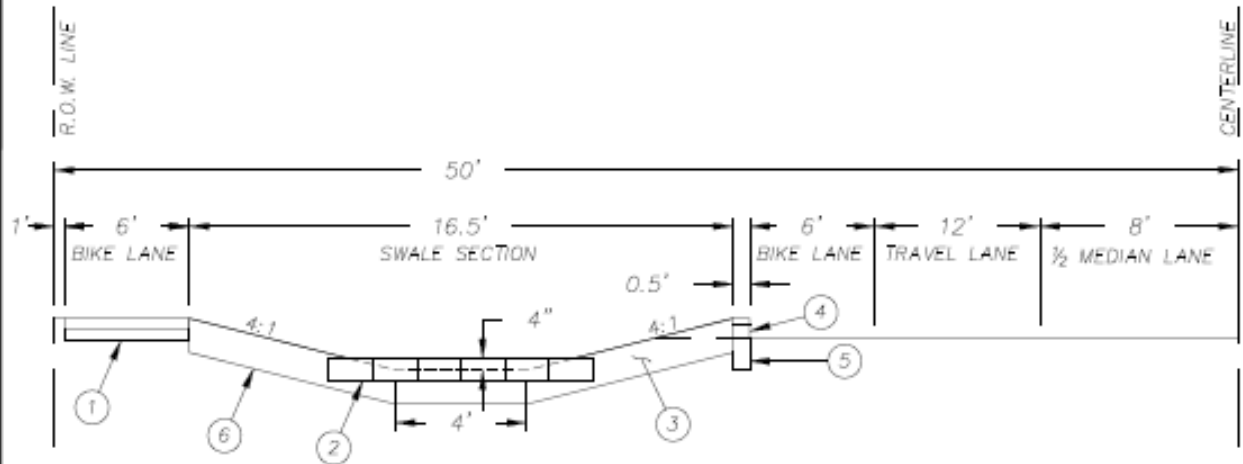 R.O.W. LINE
CENTERLINE
50'
1'
6'
16.5'
6'
12'
8'
BIKE LANE
SWALE SECTION
BIKE LANE
TRAVEL LANE
½ MEDIAN LANE
0.5'
4:1
4"
4:1
4
5
1
6
2
4'
3